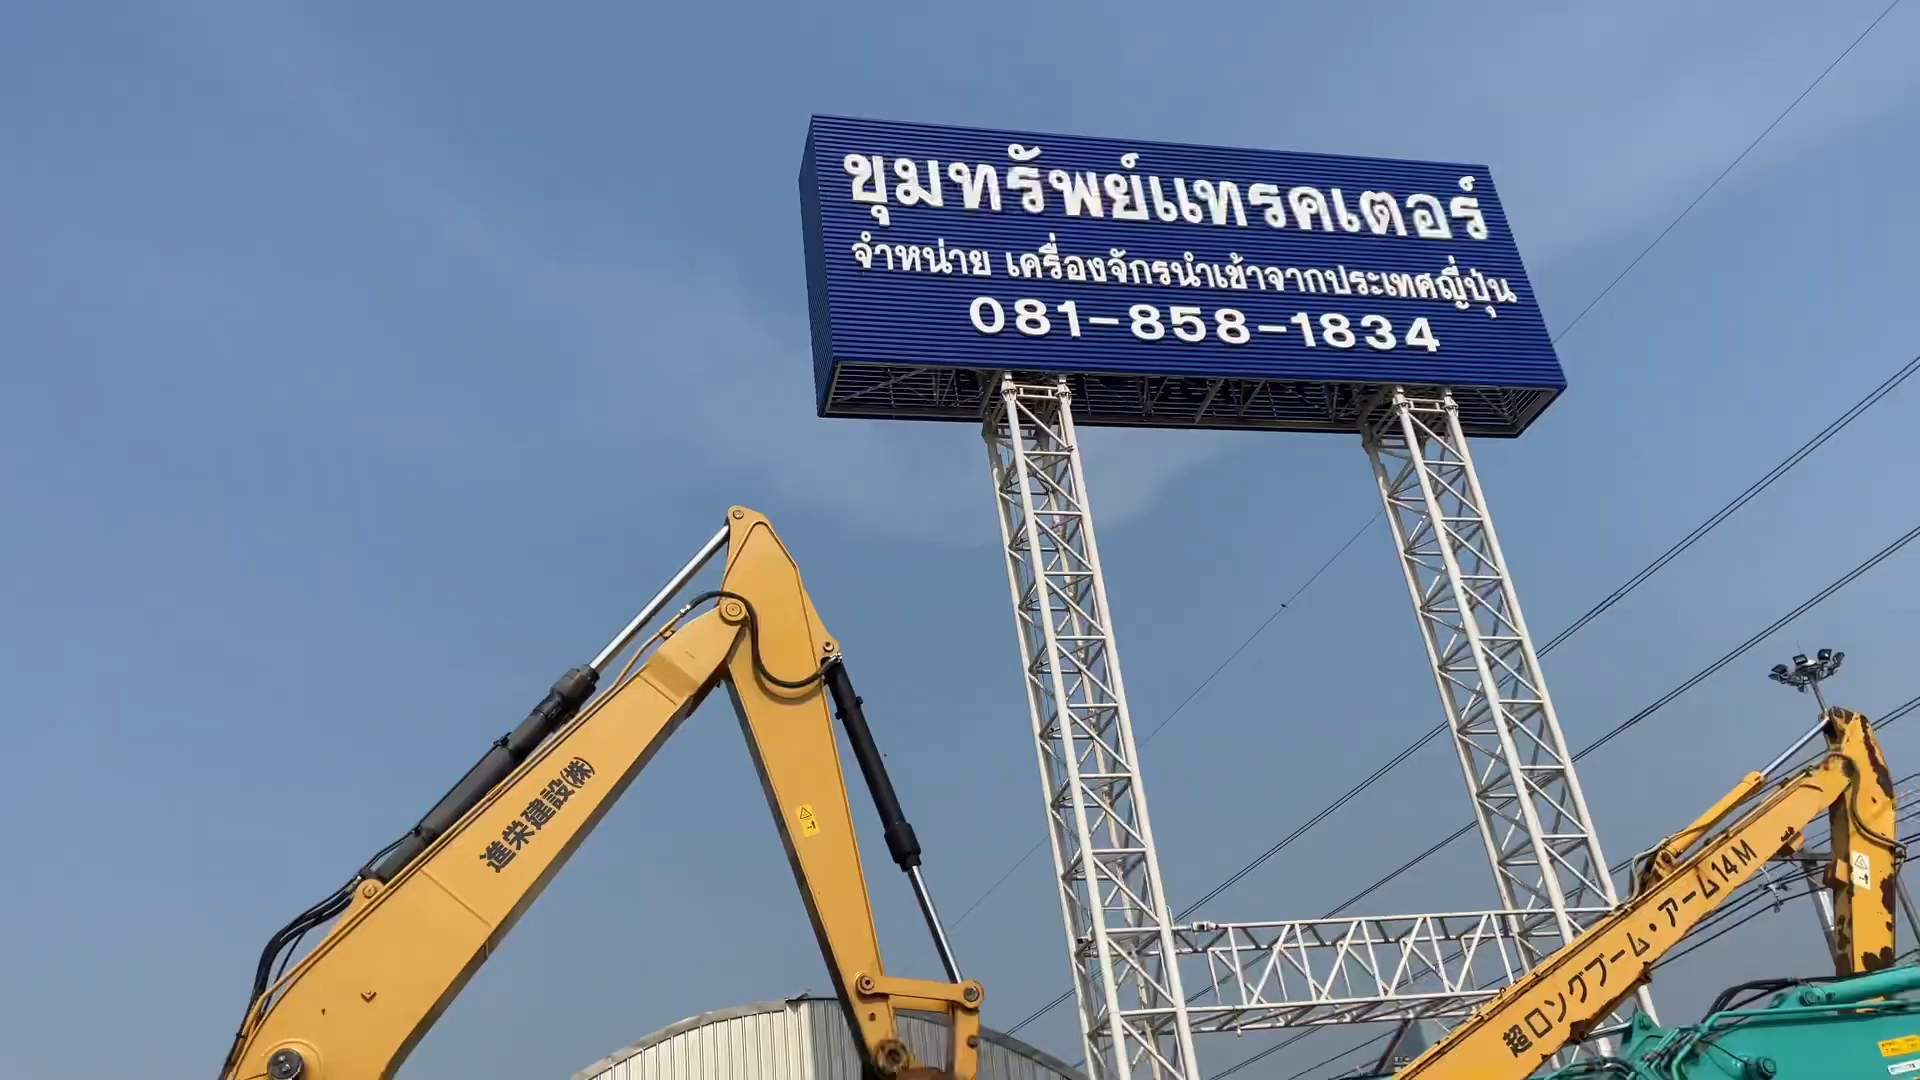 ขุมทรัพย์แทรคเตอร์
จำหน่าย เครื่องจักรนำเข้าจากประเทศญี่ปุ่น
081-858-1834
進栄建設㈱
超ロングブーム・アーム14M